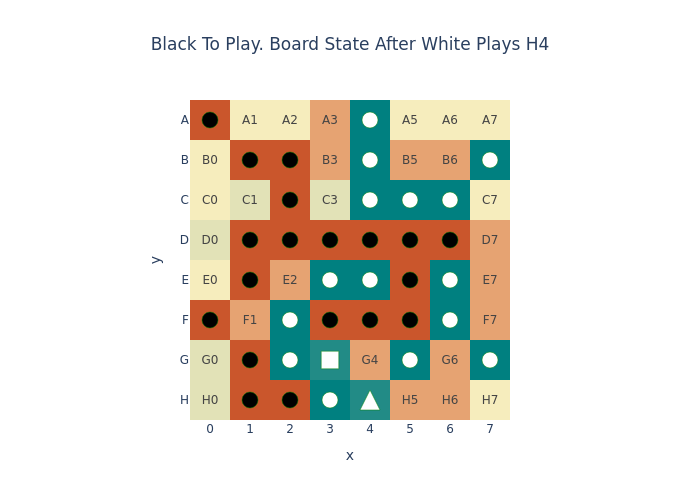 Black To Play. Board State After White Plays H4
A A1 A2 A3 A5 A6 A7
B B0 B3 B5 B6
C C0 C1 C3 C7
D D0 D7
E E0 E2 E7
F F1 F7
G G0 G4 G6
H H0 H5 H6 H7
0 1 2 3 4 5 6 7
x
y